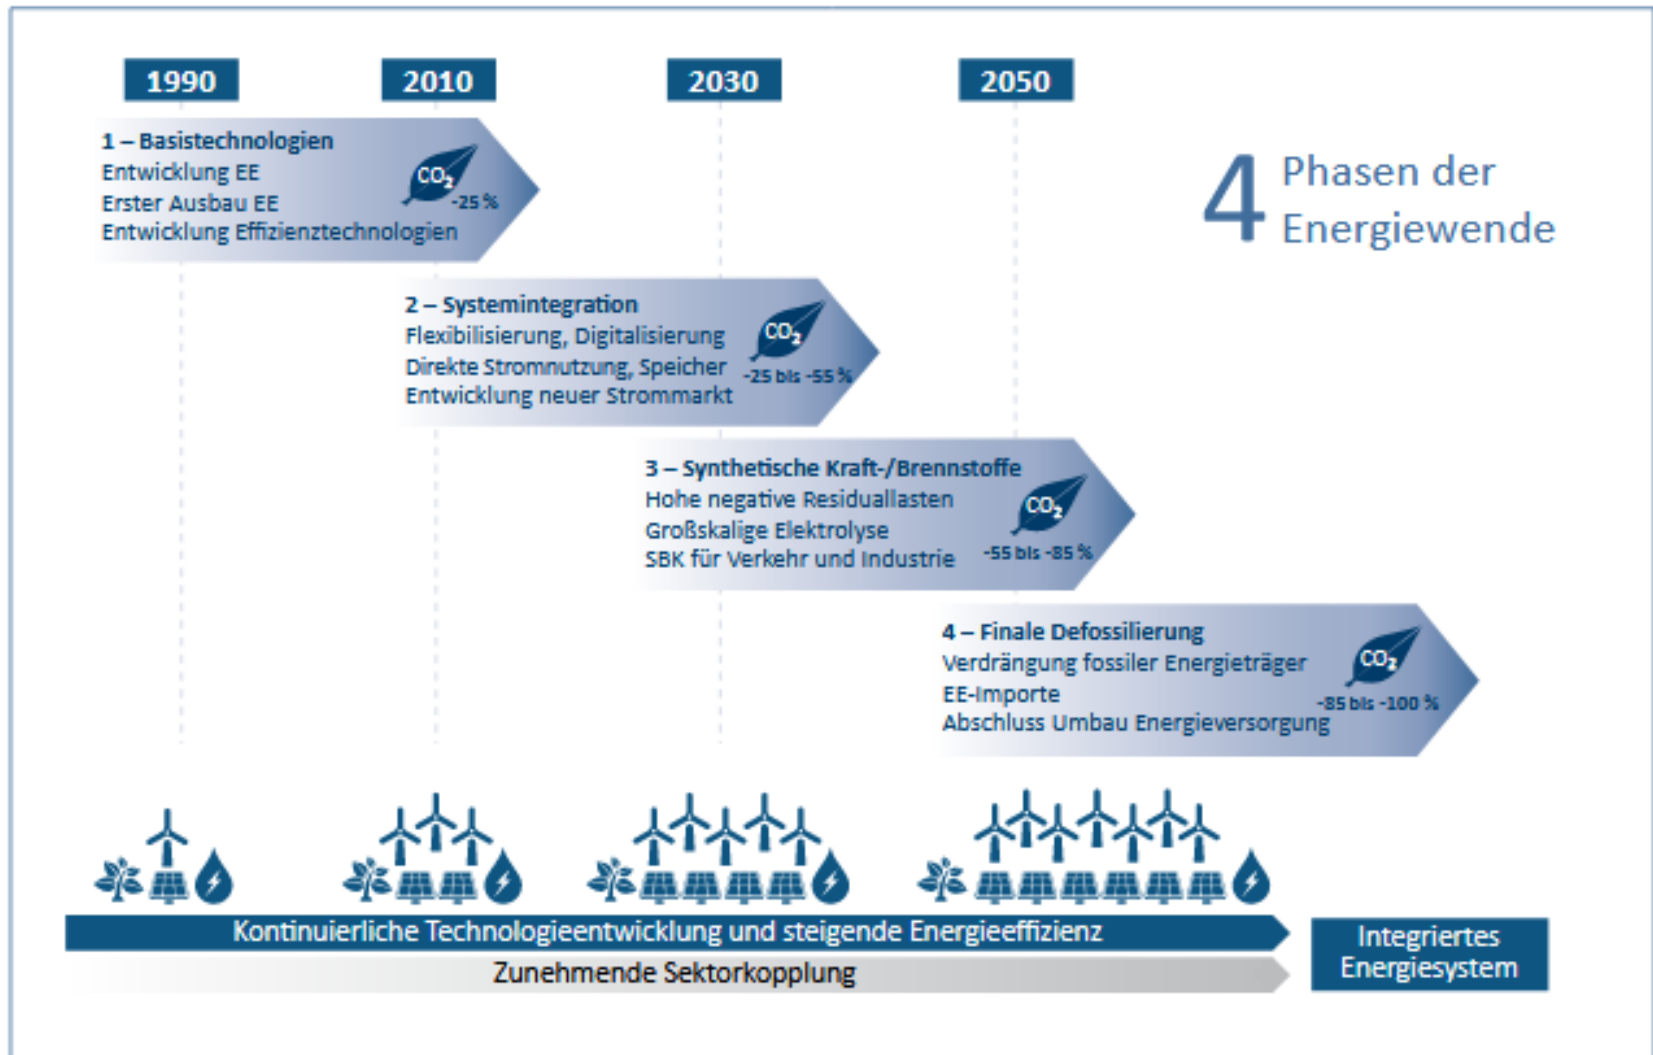 1990
2010
2030
2050
4 Phasen der
Energiewende
1 – Basistechnologien
Entwicklung EE
Erster Ausbau EE
Entwicklung Effizienztechnologien
CO₂
-25 %
2 – Systemintegration
Flexibilisierung, Digitalisierung
Direkte Stromnutzung, Speicher
Entwicklung neuer Strommarkt
CO₂
-25 bis -55 %
3 – Synthetische Kraft-/Brennstoffe
Hohe negative Residuallasten
Großskalige Elektrolyse
SBK für Verkehr und Industrie
CO₂
-55 bis -85 %
4 – Finale Defossilierung
Verdrängung fossiler Energieträger
EE-Importe
Abschluss Umbau Energieversorgung
CO₂
-85 bis -100 %
Kontinuierliche Technologieentwicklung und steigende Energieeffizienz
Zunehmende Sektorkopplung
Integriertes
Energiesystem